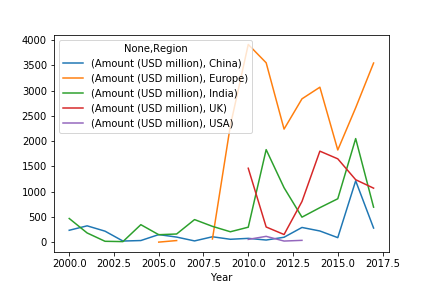 None,Region
(Amount (USD million), China)
(Amount (USD million), Europe)
(Amount (USD million), India)
(Amount (USD million), UK)
(Amount (USD million), USA)
4000
3500
3000
2500
2000
1500
1000
500
0
2000.0 2002.5 2005.0 2007.5 2010.0 2012.5 2015.0 2017.5
Year